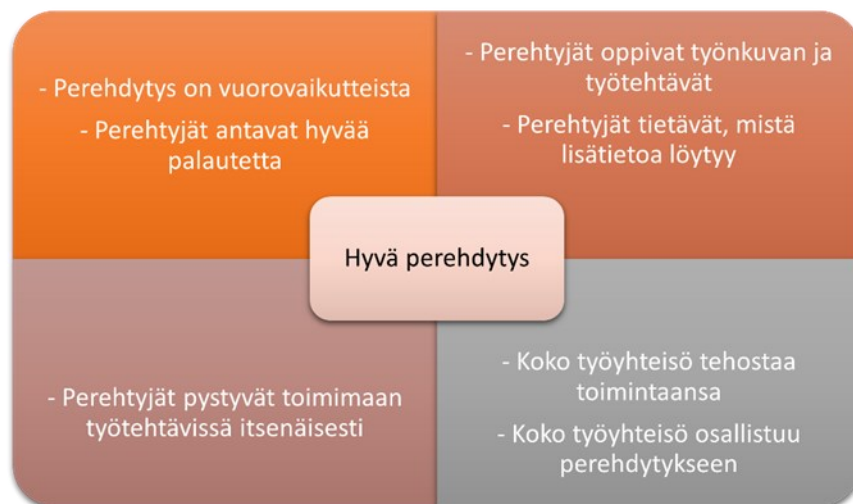 - Perehdytys on vuorovaikutteista
- Perehtyjät antavat hyvää
palautetta
- Perehtyjät oppivat työnkuvan ja
työtehtävät
- Perehtyjät tietävät, mistä
lisätietoa löytyy
Hyvä perehdytys
- Perehtyjät pystyvät toimimaan
työtehtävissä itsenäisesti
- Koko työyhteisö tehostaa
toimintaansa
- Koko työyhteisö osallistuu
perehdytykseen